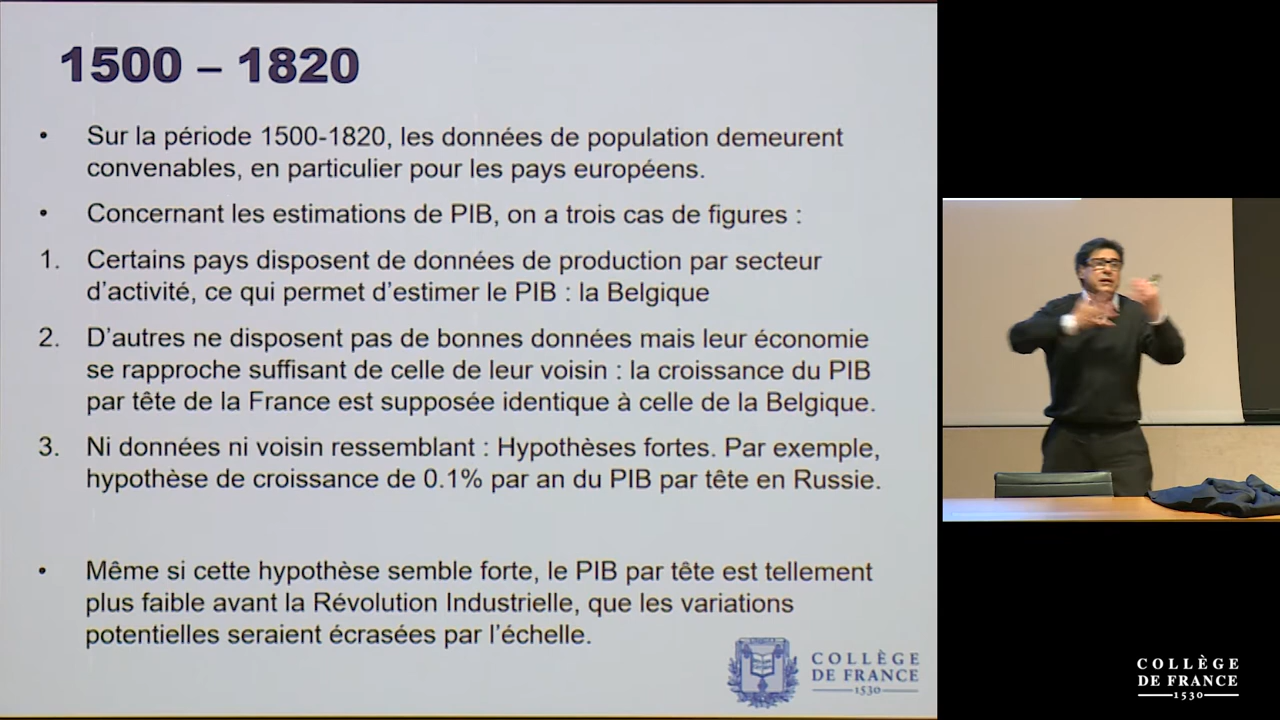 1500 – 1820
• Sur la période 1500-1820, les données de population demeurent
convenables, en particulier pour les pays européens.
• Concernant les estimations de PIB, on a trois cas de figures :
1. Certains pays disposent de données de production par secteur
d’activité, ce qui permet d’estimer le PIB : la Belgique
2. D’autres ne disposent pas de bonnes données mais leur économie
se rapproche suffisant de celle de leur voisin : la croissance du PIB
par tête de la France est supposée identique à celle de la Belgique.
3. Ni données ni voisin ressemblant : Hypothèses fortes. Par exemple,
hypothèse de croissance de 0.1% par an du PIB par tête en Russie.
• Même si cette hypothèse semble forte, le PIB par tête est tellement
plus faible avant la Révolution Industrielle, que les variations
potentielles seraient écrasées par l’échelle.
COLLÈGE
DE FRANCE
1530
COLLÈGE
DE FRANCE
1530